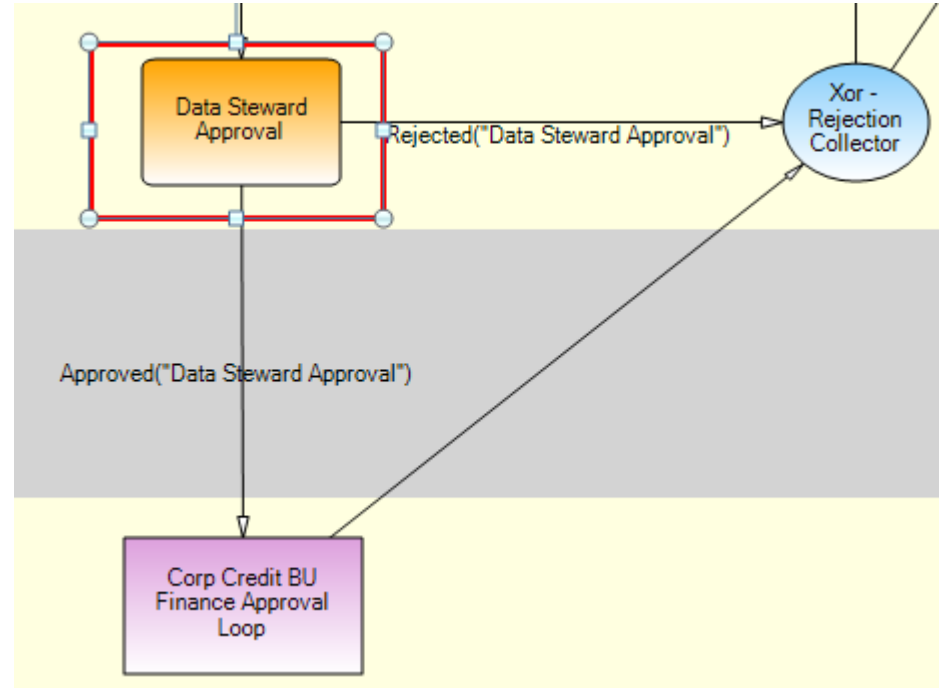 Data Steward
Approval
Rejected("Data Steward Approval")
Xor -
Rejection
Collector
Approved("Data Steward Approval")
Corp Credit BU
Finance Approval
Loop